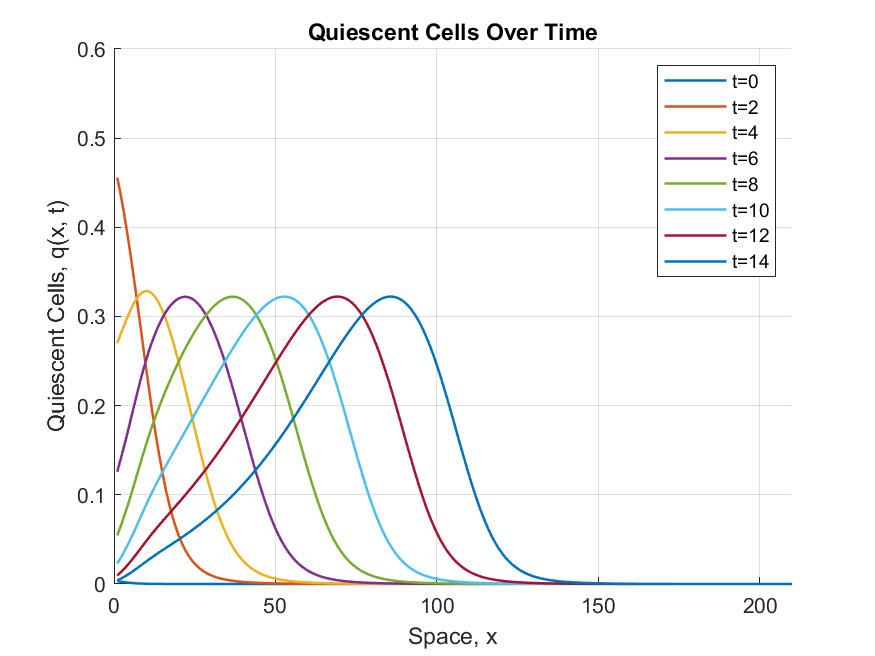 Quiescent Cells Over Time
0.6
0.5
0.4
0.3
0.2
0.1
0
0 50 100 150 200
Quiescent Cells, q(x, t)
Space, x
t=0
t=2
t=4
t=6
t=8
t=10
t=12
t=14